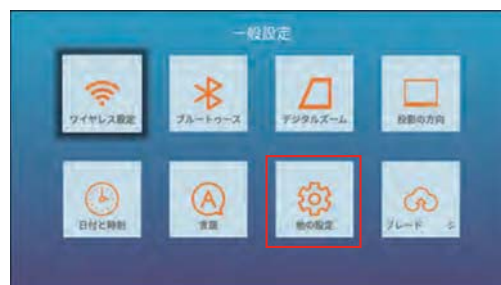 一般設定
ワイヤレス設定
ブルートゥース
デジタルズーム
投影の方向
日付と時刻
言語
他の設定